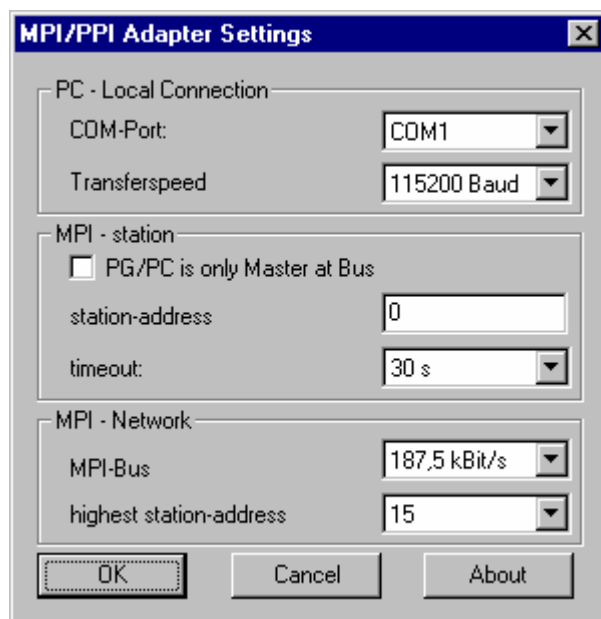 MPI/PPI Adapter Settings
PC - Local Connection
COM-Port: COM1
Transferspeed 115200 Baud
MPI - station
PG/PC is only Master at Bus
station-address 0
timeout: 30 s
MPI - Network
MPI-Bus 187,5 kBit/s
highest station-address 15
OK Cancel About